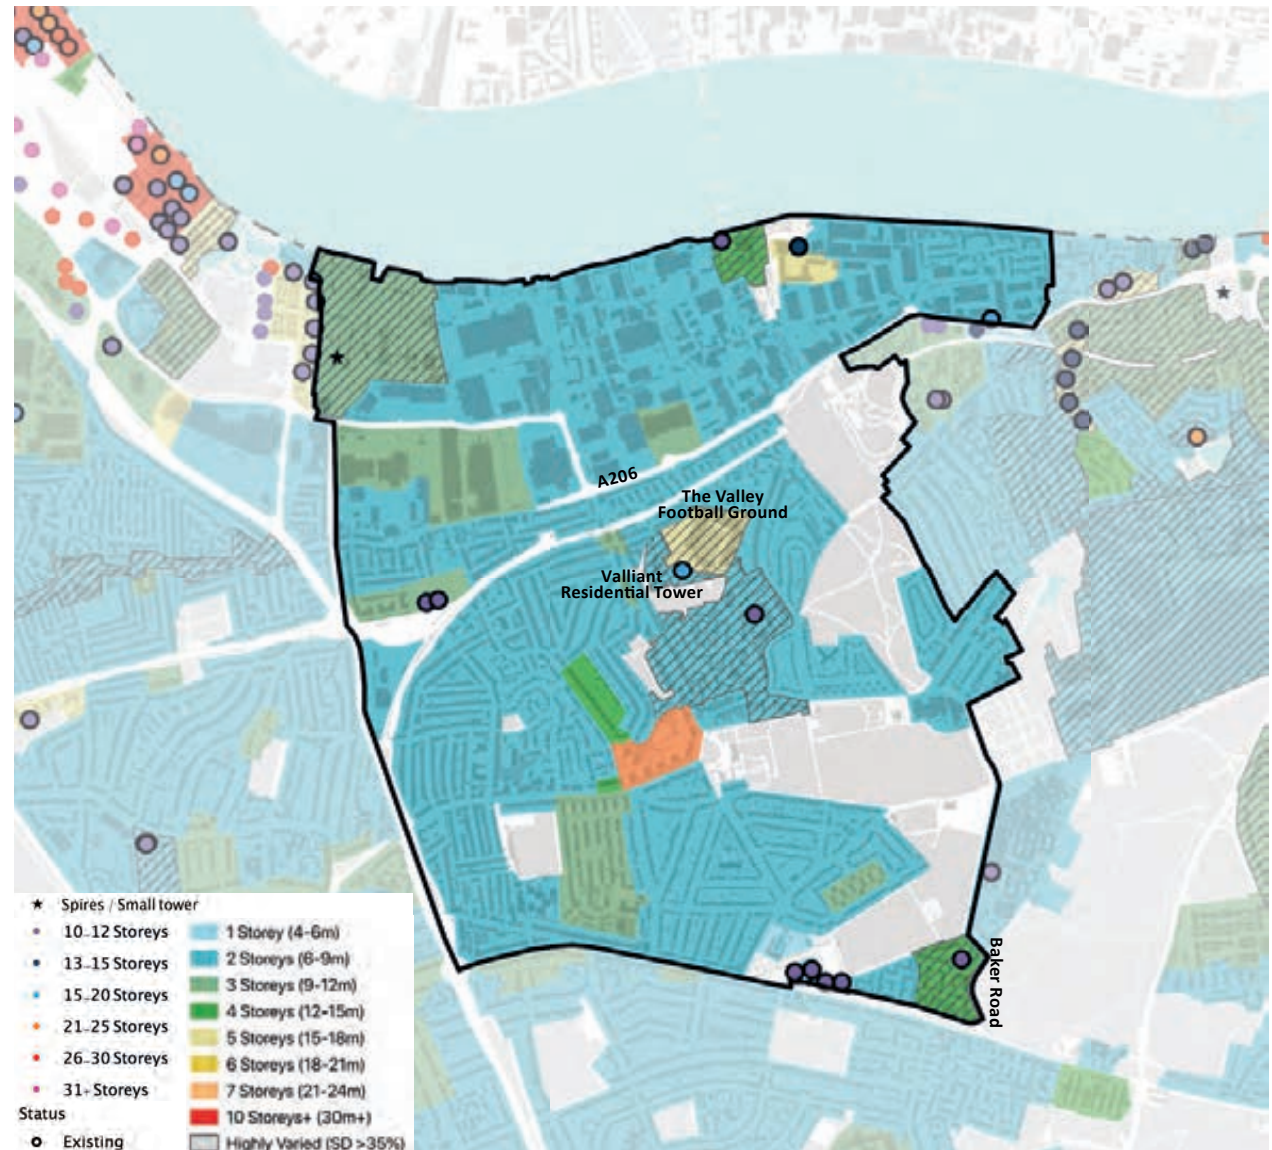 A206
The Valley
Football Ground
Valliant
Residential Tower
Baker Road
Spires / Small tower
10-12 Storeys
13-15 Storeys
15-20 Storeys
21-25 Storeys
26-30 Storeys
31+ Storeys
Status
Existing
1 Storey (4-6m)
2 Storeys (6-9m)
3 Storeys (9-12m)
4 Storeys (12-15m)
5 Storeys (15-18m)
6 Storeys (18-21m)
7 Storeys (21-24m)
10 Storeys+ (30m+)
Highly Varied (SD >35%)